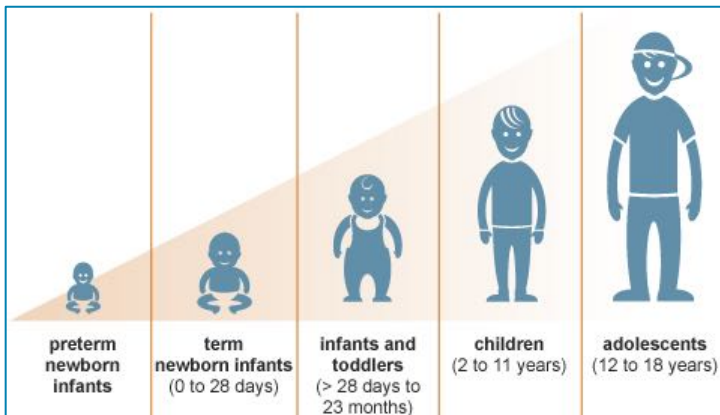 preterm
newborn
infants
term
newborn infants
(0 to 28 days)
infants and
toddlers
(> 28 days to
23 months)
children
(2 to 11 years)
adolescents
(12 to 18 years)